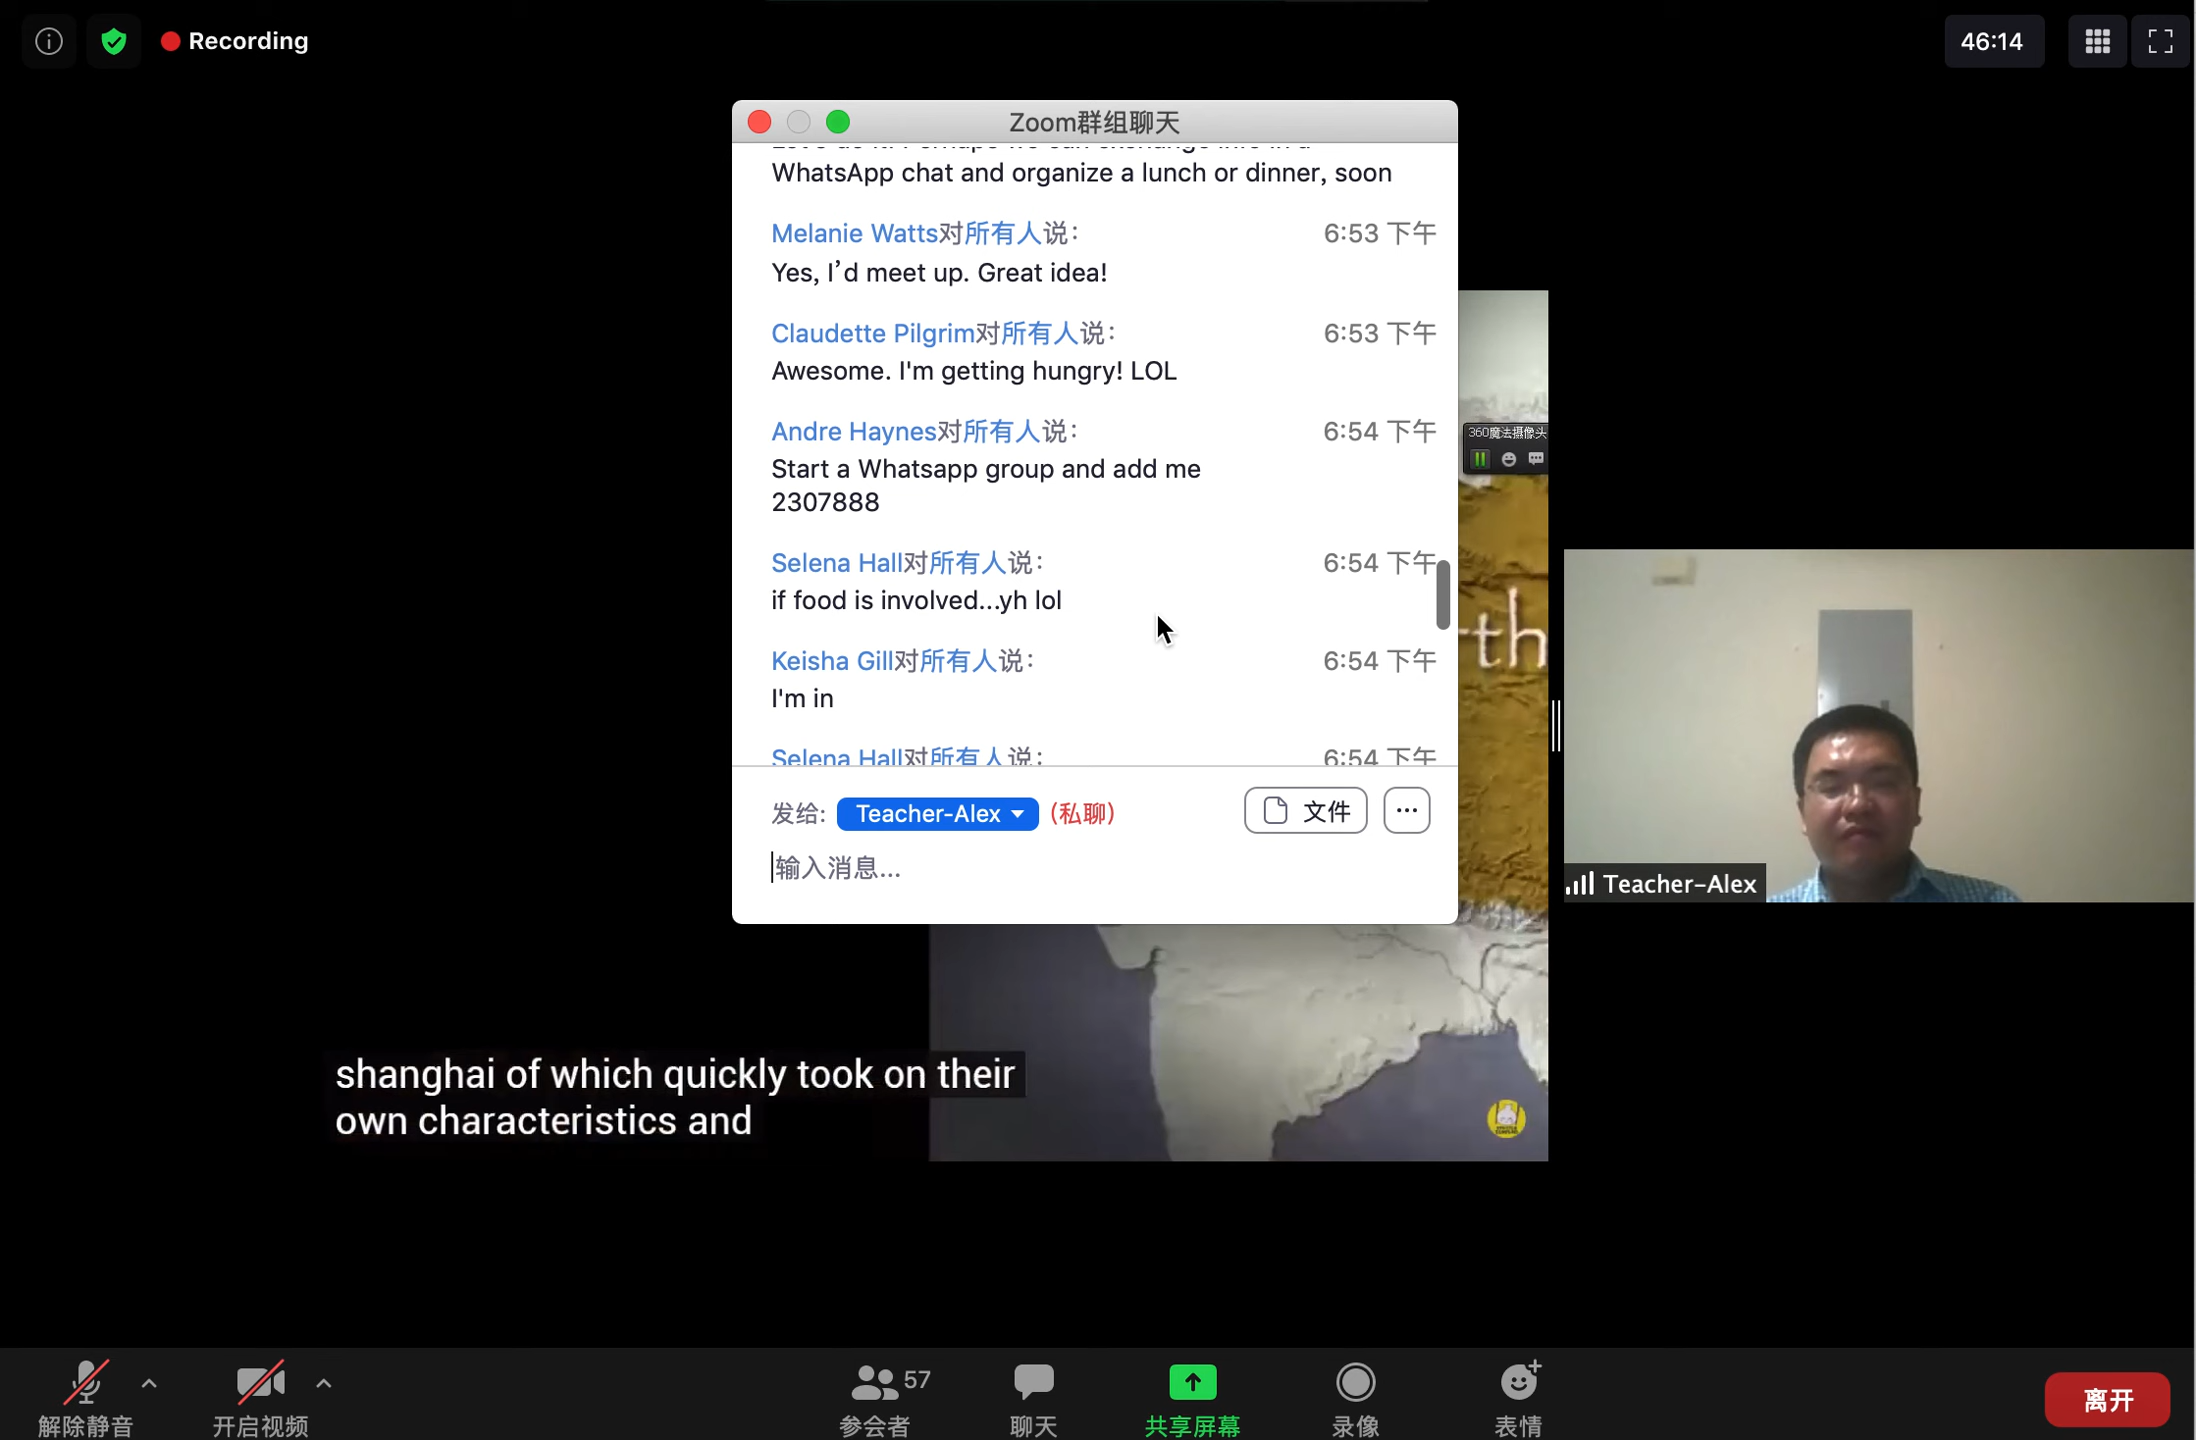 Recording
46:14
Zoom群组聊天
WhatsApp chat and organize a lunch or dinner, soon
Melanie Watts对所有人说: 6:53 下午
Yes, I’d meet up. Great idea!
Claudette Pilgrim对所有人说: 6:53 下午
Awesome. I'm getting hungry! LOL
Andre Haynes对所有人说: 6:54 下午
Start a Whatsapp group and add me
2307888
Selena Hall对所有人说: 6:54 下午
if food is involved...yh lol
Keisha Gill对所有人说: 6:54 下午
I'm in
Selena Hall对所有人说: 6:54 下午
发给: Teacher-Alex (私聊) 文件
输入消息...
360魔法摄像头
rth
Teacher-Alex
shanghai of which quickly took on their
own characteristics and
解除静音
开启视频
57
参会者
聊天
共享屏幕
录像
表情
离开